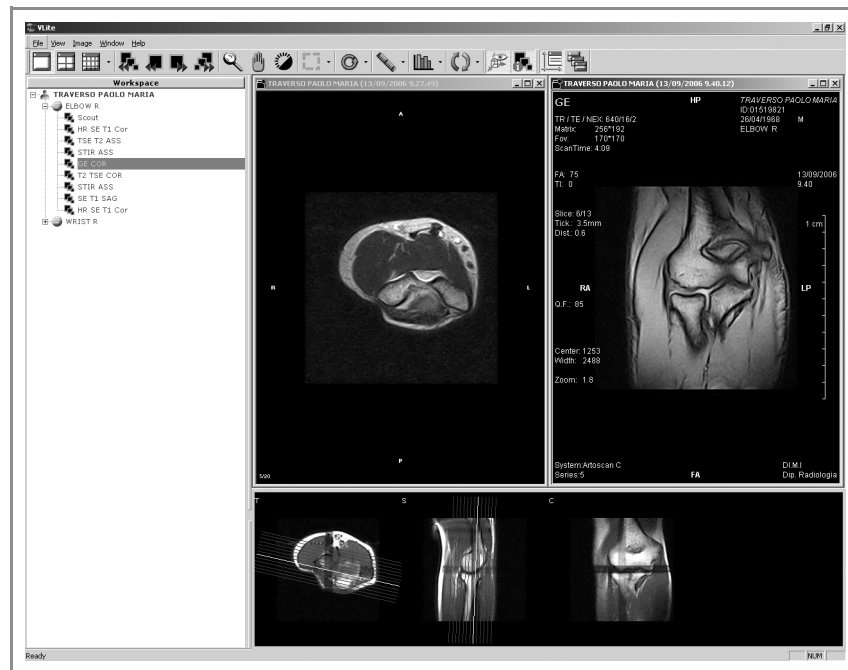 VLite
File View Image Window Help
Workspace
TRAVERSO PAOLO MARIA
ELBOW R
Scout
HR SE T1 Cor
TSE T2 ASS
STIR ASS
GE COR
T2 TSE COR
STIR ASS
SE T1 SAG
HR SE T1 Cor
WRIST R
TRAVERSO PAOLO MARIA (13/09/2006 9.27.49)
A
R
L
P
5/20
TRAVERSO PAOLO MARIA (13/09/2006 9.40.12)
GE
HP
TRAVERSO PAOLO MARIA
ID:01519821
TR / TE / NEX: 640/16/2
26/04/1968 M
Matrix: 256*192
ELBOW R
Fov: 170*170
ScanTime: 4:09
FA: 75
13/09/2006
TI: 0
9.40
Slice: 6/13
1 cm
Tick.: 3.5mm
Dist.: 0.6
RA
LP
Q.F.: 85
Center: 1253
Width: 2488
Zoom: 1.8
System:Artoscan C
DI.M.I
Series:5
FA
Dip. Radiologia
T
S
C
Ready
NUM